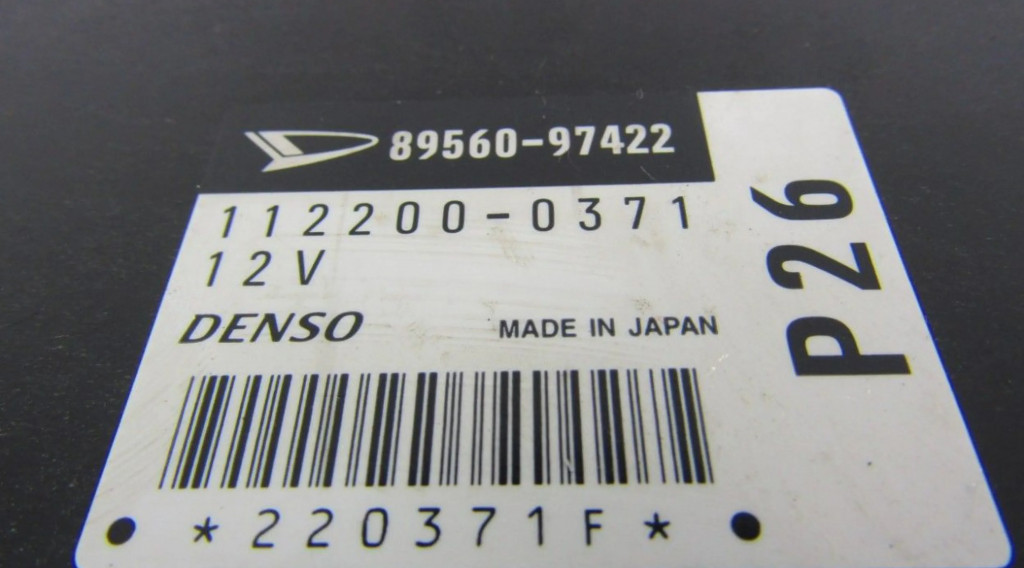 89560-97422
112200-0371
12V
DENSO MADE IN JAPAN
*220371F*
P26